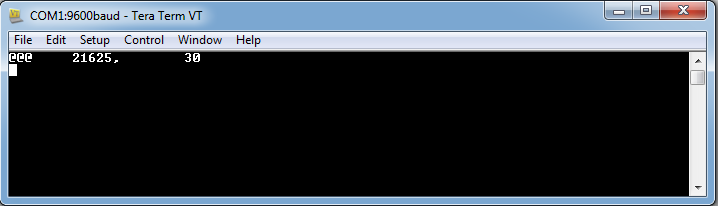 COM1:9600baud - Tera Term VT
File Edit Setup Control Window Help
@@@ 21625, 30